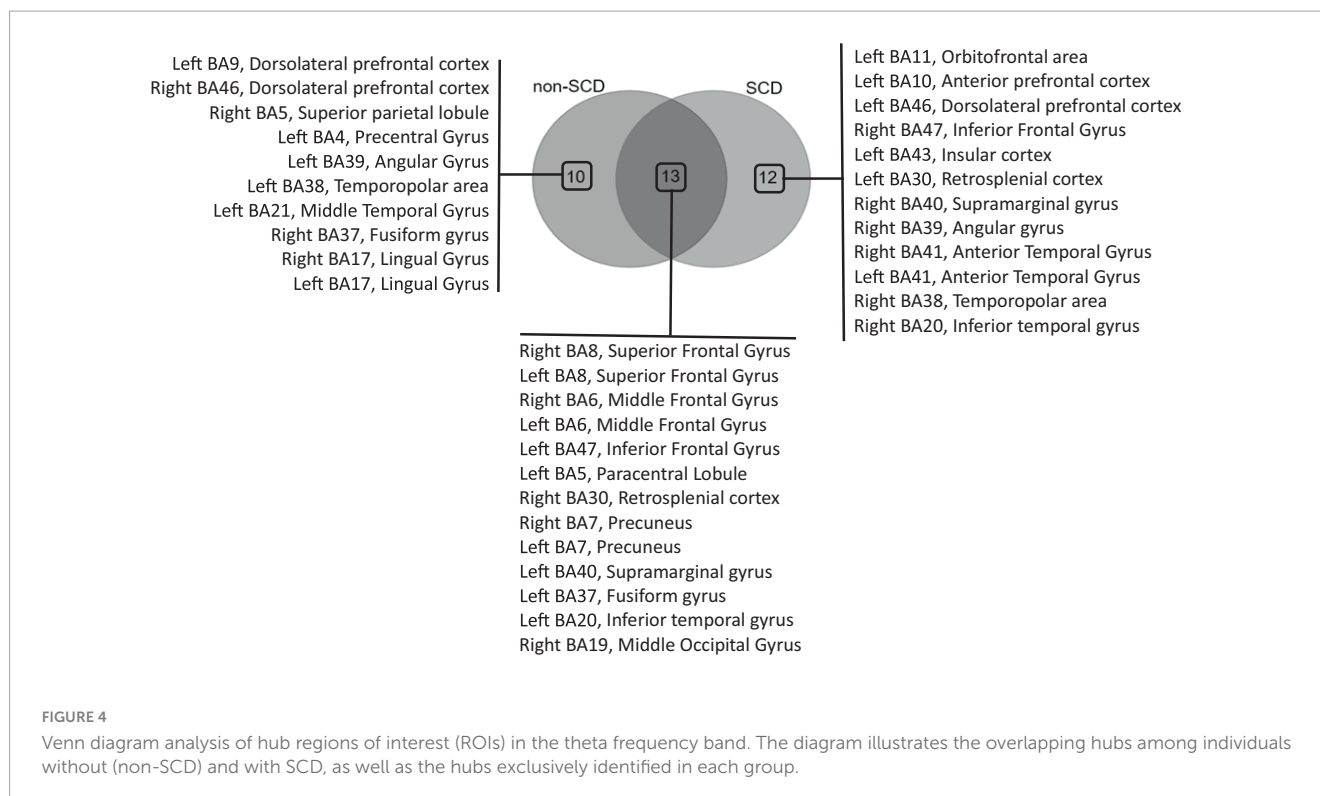 Left BA9, Dorsolateral prefrontal cortex
Right BA46, Dorsolateral prefrontal cortex
Right BA5, Superior parietal lobule
Left BA4, Precentral Gyrus
Left BA39, Angular Gyrus
Left BA38, Temporopolar area
Left BA21, Middle Temporal Gyrus
Right BA37, Fusiform gyrus
Right BA17, Lingual Gyrus
Left BA17, Lingual Gyrus
non-SCD
SCD
10
13
12
Left BA11, Orbitofrontal area
Left BA10, Anterior prefrontal cortex
Left BA46, Dorsolateral prefrontal cortex
Right BA47, Inferior Frontal Gyrus
Left BA43, Insular cortex
Left BA30, Retrosplenial cortex
Right BA40, Supramarginal gyrus
Right BA39, Angular gyrus
Right BA41, Anterior Temporal Gyrus
Left BA41, Anterior Temporal Gyrus
Right BA38, Temporopolar area
Right BA20, Inferior temporal gyrus
Right BA8, Superior Frontal Gyrus
Left BA8, Superior Frontal Gyrus
Right BA6, Middle Frontal Gyrus
Left BA6, Middle Frontal Gyrus
Left BA47, Inferior Frontal Gyrus
Left BA5, Paracentral Lobule
Right BA30, Retrosplenial cortex
Right BA7, Precuneus
Left BA7, Precuneus
Left BA40, Supramarginal gyrus
Left BA37, Fusiform gyrus
Left BA20, Inferior temporal gyrus
Right BA19, Middle Occipital Gyrus
FIGURE 4
Venn diagram analysis of hub regions of interest (ROIs) in the theta frequency band. The diagram illustrates the overlapping hubs among individuals
without (non-SCD) and with SCD, as well as the hubs exclusively identified in each group.